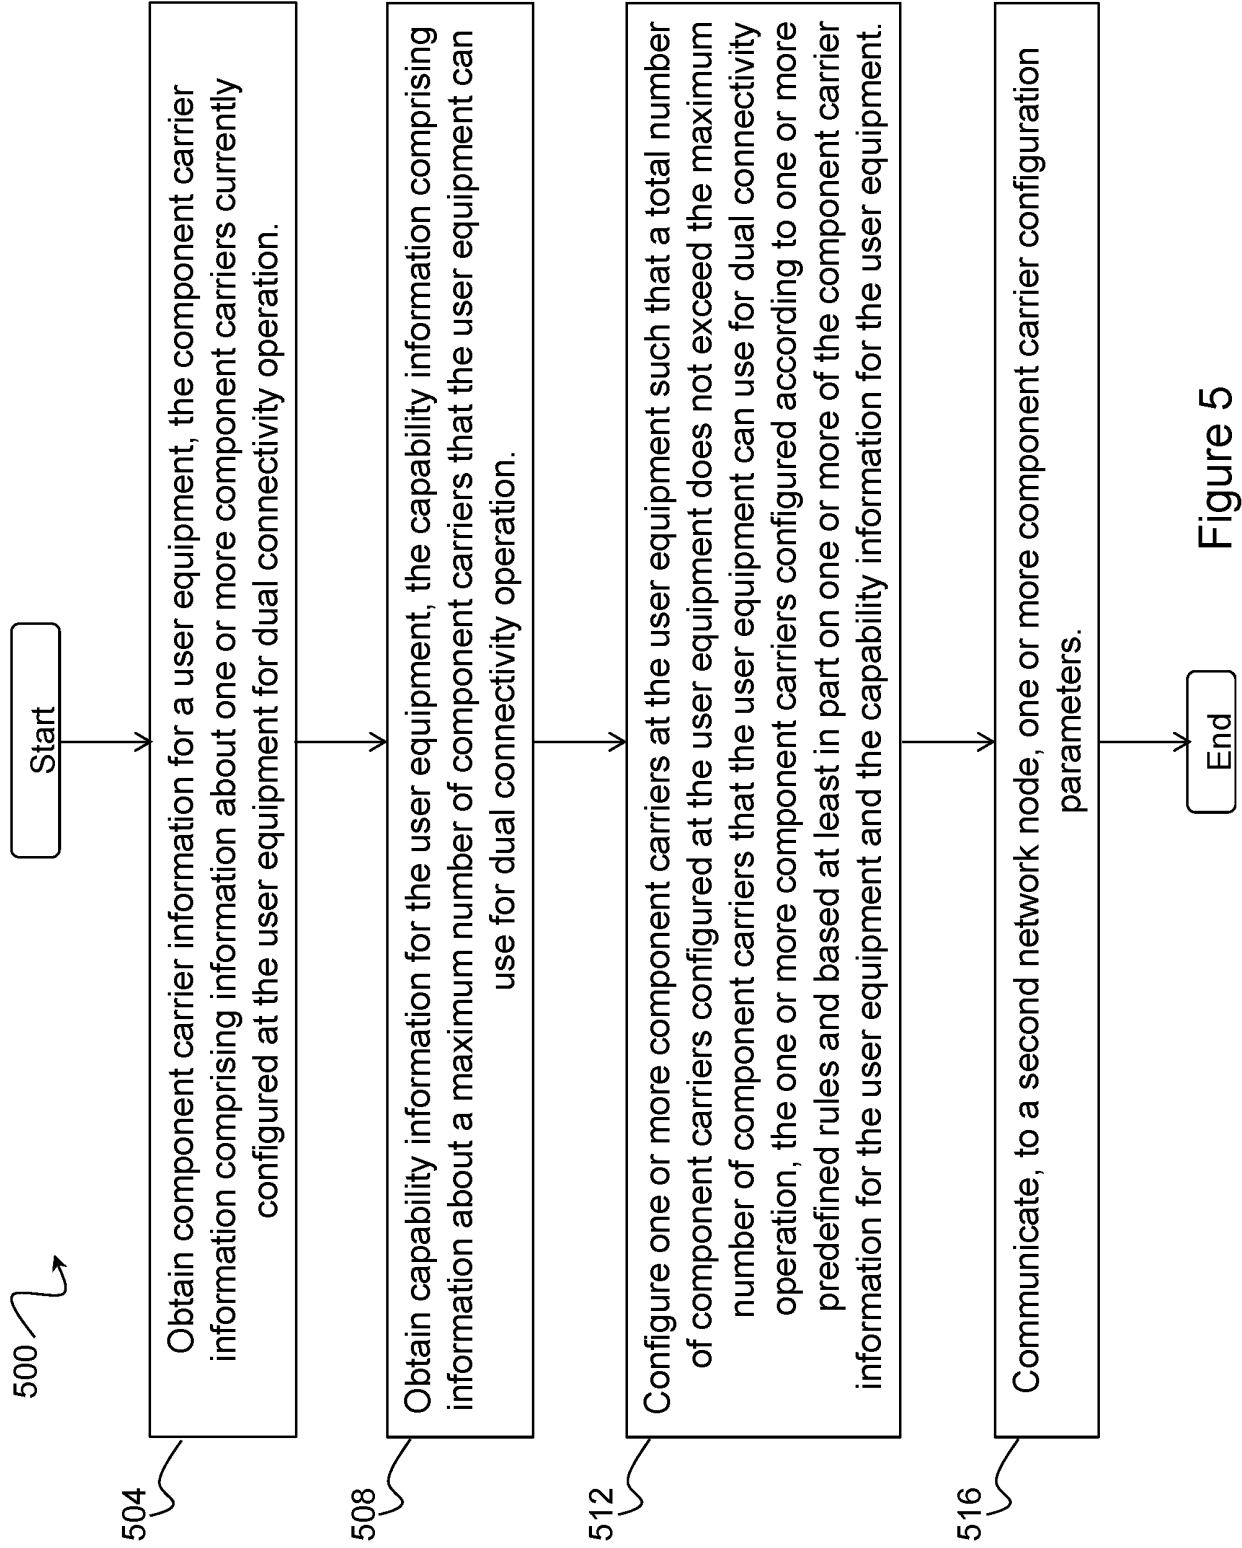 500
Start
504
Obtain component carrier information for a user equipment, the component carrier
information comprising information about one or more component carriers currently
configured at the user equipment for dual connectivity operation.
508
Obtain capability information for the user equipment, the capability information comprising
information about a maximum number of component carriers that the user equipment can
use for dual connectivity operation.
512
Configure one or more component carriers at the user equipment such that a total number
of component carriers configured at the user equipment does not exceed the maximum
number of component carriers that the user equipment can use for dual connectivity
operation, the one or more component carriers configured according to one or more
predefined rules and based at least in part on one or more of the component carrier
information for the user equipment and the capability information for the user equipment.
516
Communicate, to a second network node, one or more component carrier configuration
parameters.
End
Figure 5